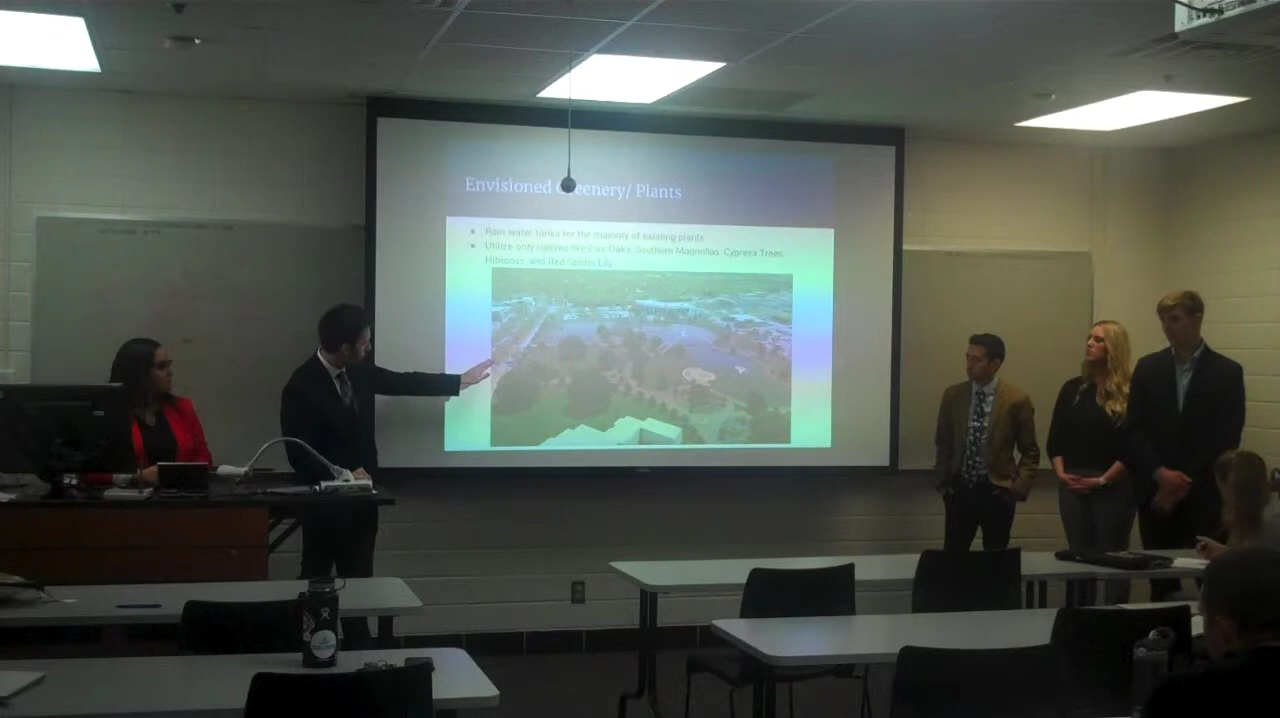 Envisioned Greenery/ Plants
Rain water tanks for the majority of existing plants
Utilize only natives like Live Oaks, Southern Magnolias, Cypress Trees,
Hibiscus, and Red Spider Lily